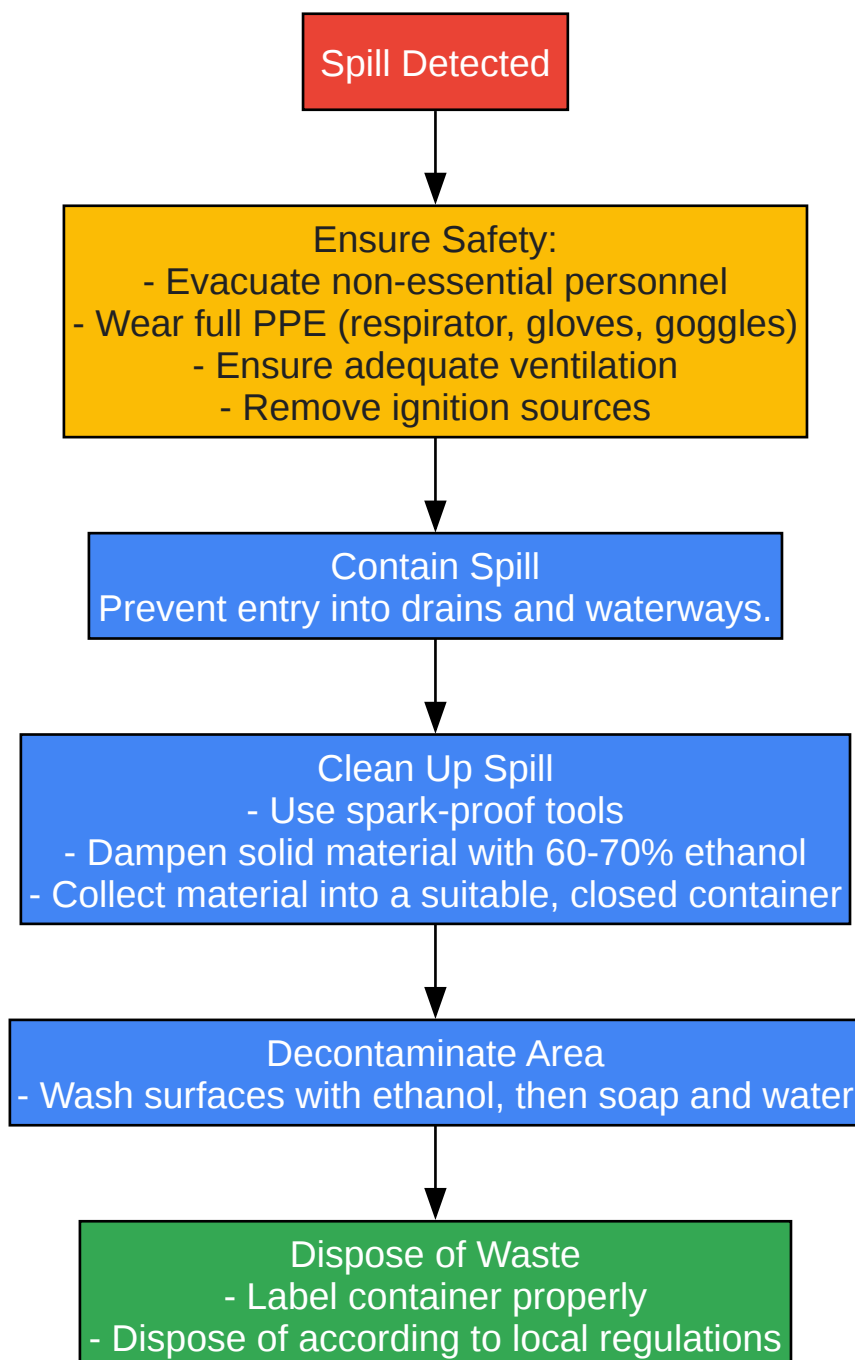 Spill Detected
Ensure Safety:
- Evacuate non-essential personnel
- Wear full PPE (respirator, gloves, goggles)
- Ensure adequate ventilation
- Remove ignition sources
Contain Spill
Prevent entry into drains and waterways.
Clean Up Spill
- Use spark-proof tools
- Dampen solid material with 60-70% ethanol
- Collect material into a suitable, closed container
Decontaminate Area
- Wash surfaces with ethanol, then soap and water
Dispose of Waste
- Label container properly
- Dispose of according to local regulations